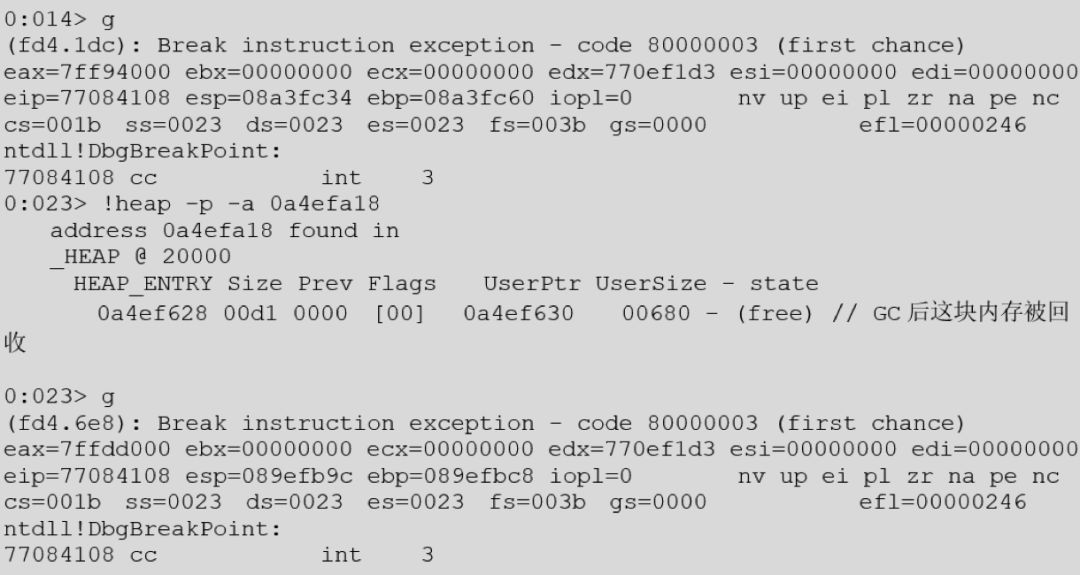 0:014> g
(fd4.1dc): Break instruction exception - code 80000003 (first chance)
eax=7ff94000 ebx=00000000 ecx=00000000 edx=770ef1d3 esi=00000000 edi=00000000
eip=77084108 esp=08a3fc34 ebp=08a3fc60 iopl=0         nv up ei pl zr na pe nc
cs=001b  ss=0023  ds=0023  es=0023  fs=003b  gs=0000             efl=00000246
ntdll!DbgBreakPoint:
77084108 cc              int     3
0:023> !heap -p -a 0a4efa18
    address 0a4efa18 found in
    _HEAP @ 20000
      HEAP_ENTRY Size Prev Flags    UserPtr UserSize - state
        0a4ef628 00d1 0000  [00]   0a4ef630    00680 - (free) // GC 后这块内存被回
收
0:023> g
(fd4.6e8): Break instruction exception - code 80000003 (first chance)
eax=7ffdd000 ebx=00000000 ecx=00000000 edx=770ef1d3 esi=00000000 edi=00000000
eip=77084108 esp=089efb9c ebp=089efbc8 iopl=0         nv up ei pl zr na pe nc
cs=001b  ss=0023  ds=0023  es=0023  fs=003b  gs=0000             efl=00000246
ntdll!DbgBreakPoint:
77084108 cc              int     3